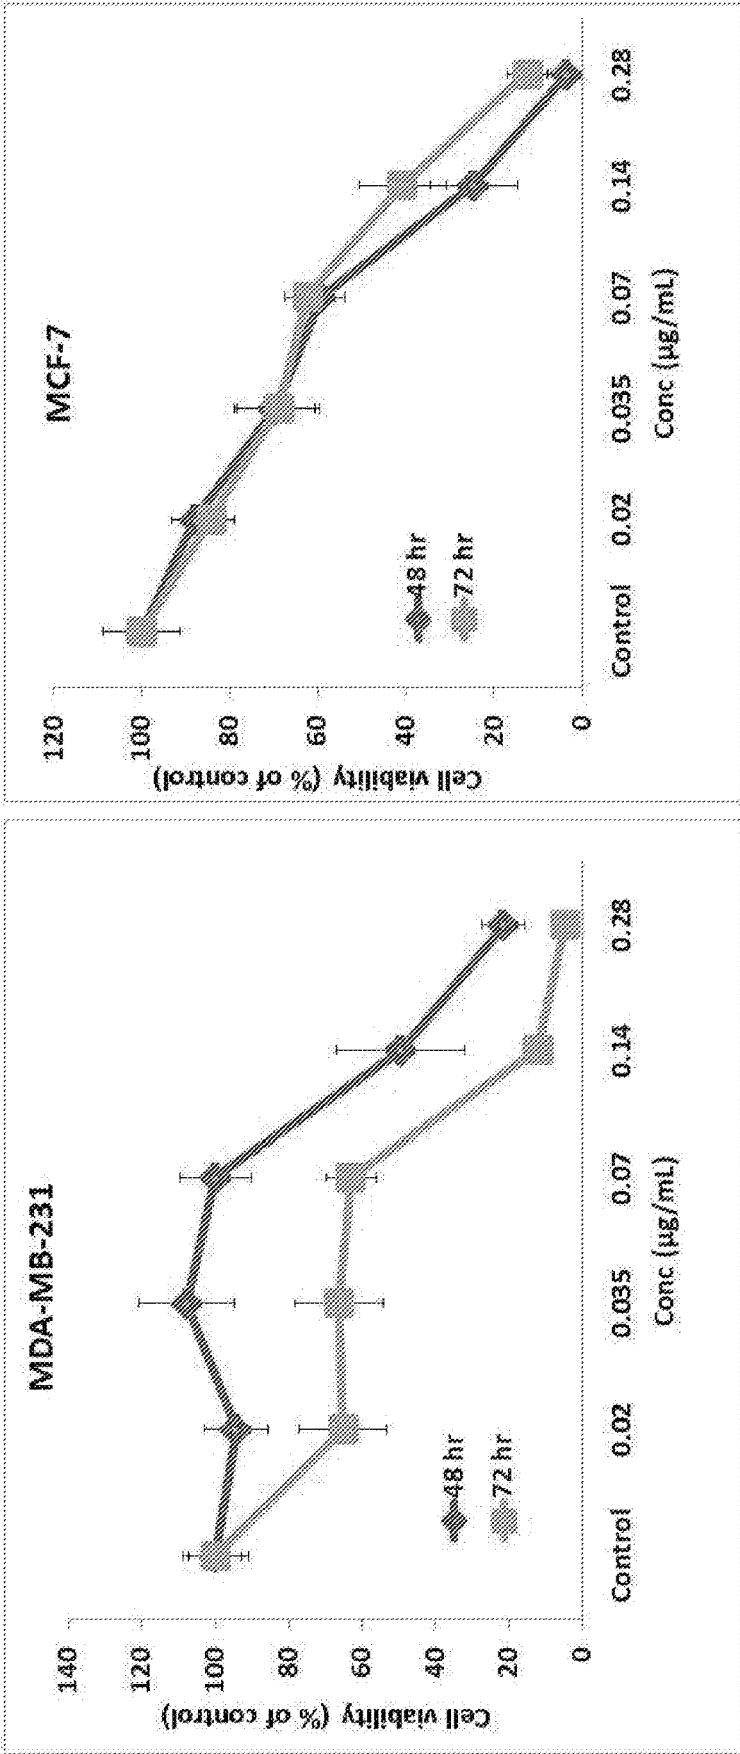 MDA-MB-231
Cell viability (% of control)
140
120
100
80
60
40
20
0
48 hr
72 hr
Control 0.02 0.035 0.07 0.14 0.28
Conc (µg/mL)
MCF-7
Cell viability (% of control)
120
100
80
60
40
20
0
48 hr
72 hr
Control 0.02 0.035 0.07 0.14 0.28
Conc (µg/mL)